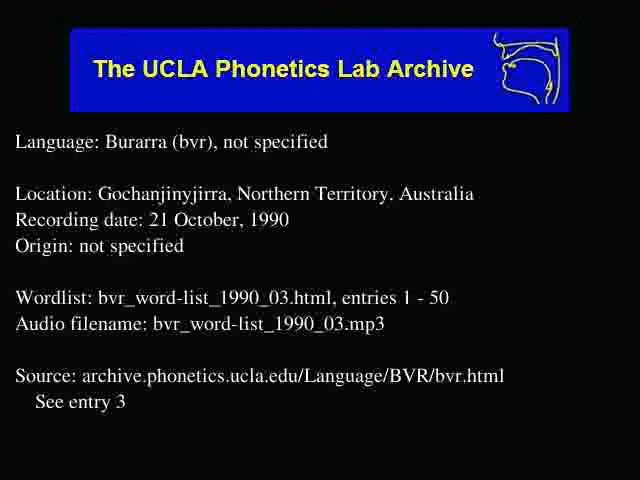 The UCLA Phonetics Lab Archive
Language: Burarra (bvr), not specified
Location: Gochanjinyjirra, Northern Territory. Australia
Recording date: 21 October, 1990
Origin: not specified
Wordlist: bvr_word-list_1990_03.html, entries 1 - 50
Audio filename: bvr_word-list_1990_03.mp3
Source: archive.phonetics.ucla.edu/Language/BVR/bvr.html
See entry 3